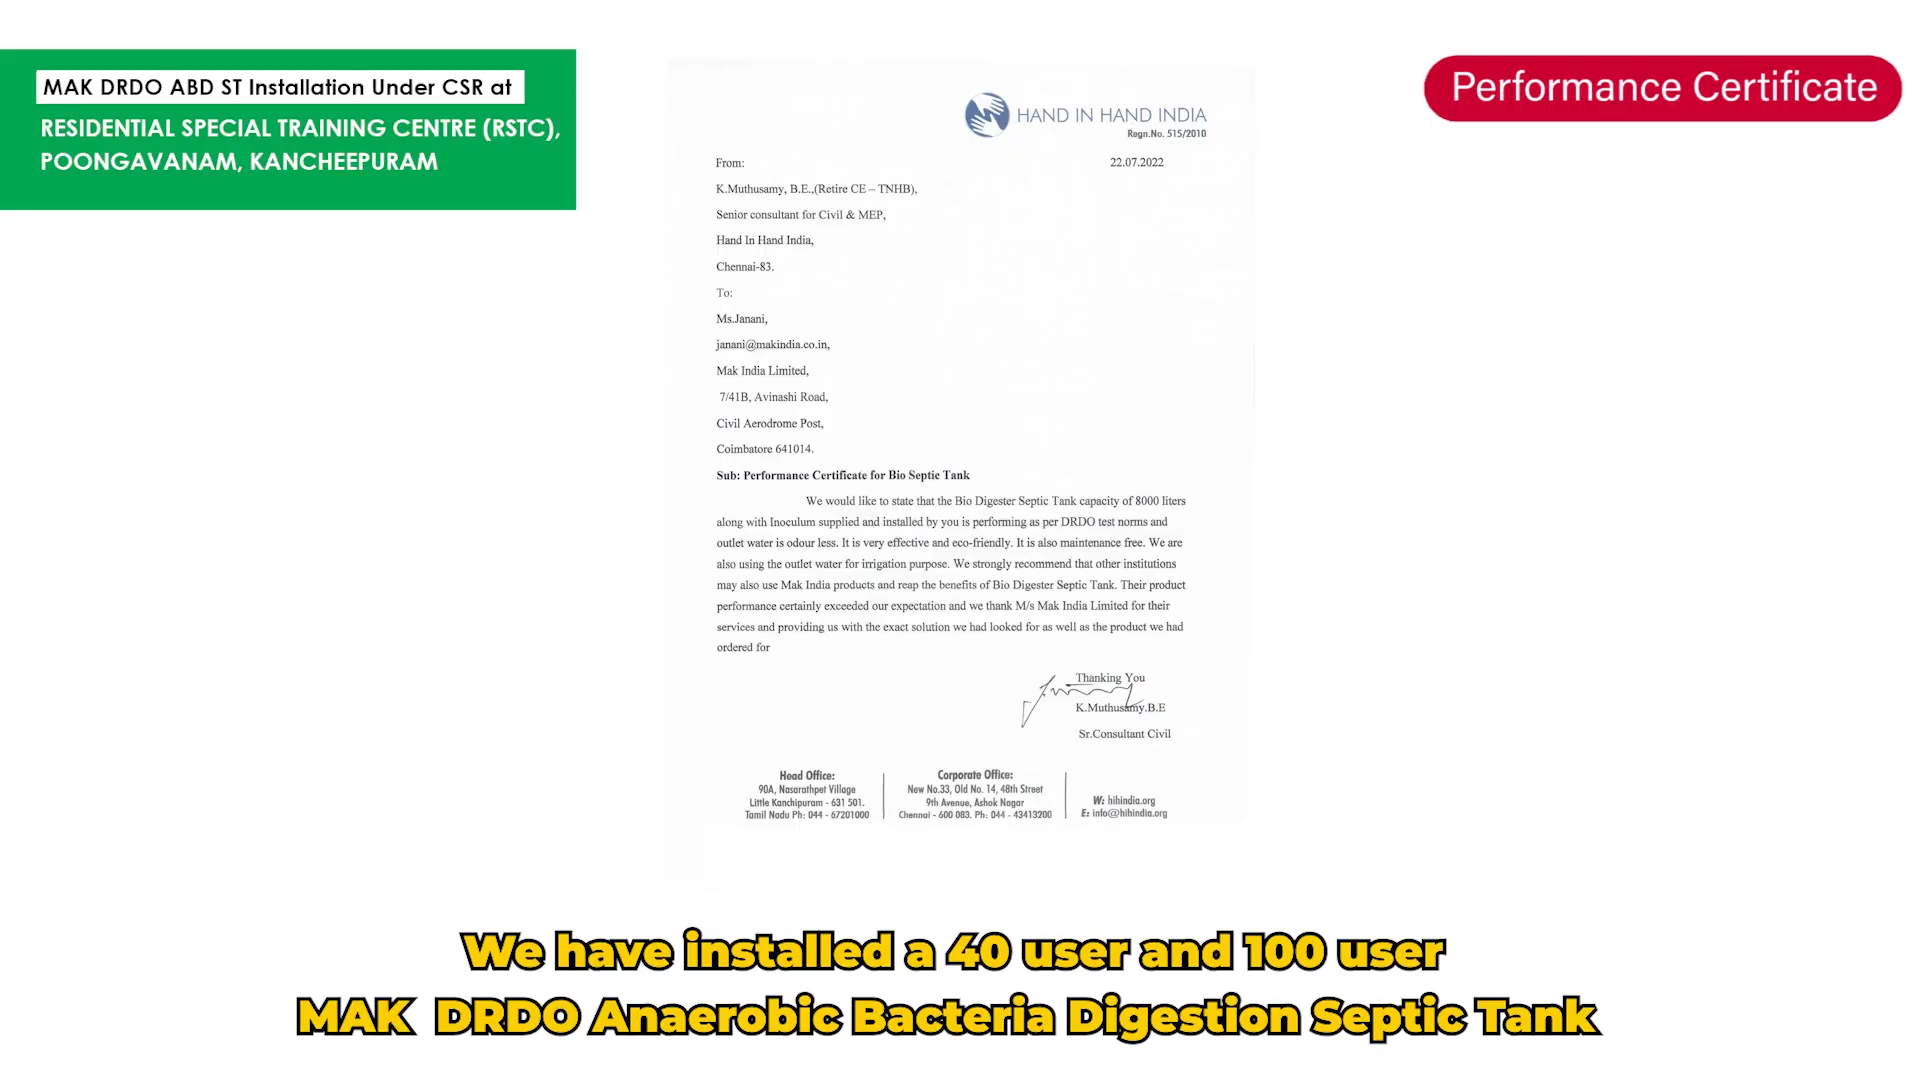 MAK DRDO ABD ST Installation Under CSR at
RESIDENTIAL SPECIAL TRAINING CENTRE (RSTC),
POONGAVANAM, KANCHEEPURAM
Performance Certificate
HAND IN HAND INDIA
Regn.No. 515/2010
From:
22.07.2022
K.Muthusamy, B.E.,(Retire CE – TNHB),
Senior consultant for Civil & MEP,
Hand In Hand India,
Chennai-83.
To:
Ms.Janani,
janani@makindia.co.in,
Mak India Limited,
7/41B, Avinashi Road,
Civil Aerodrome Post,
Coimbatore 641014.
Sub: Performance Certificate for Bio Septic Tank
We would like to state that the Bio Digester Septic Tank capacity of 8000 liters
along with Inoculum supplied and installed by you is performing as per DRDO test norms and
outlet water is odour less. It is very effective and eco-friendly. It is also maintenance free. We are
also using the outlet water for irrigation purpose. We strongly recommend that other institutions
may also use Mak India products and reap the benefits of Bio Digester Septic Tank. Their product
performance certainly exceeded our expectation and we thank M/s Mak India Limited for their
services and providing us with the exact solution we had looked for as well as the product we had
ordered for
Thanking You
K.Muthusamy.B.E
Sr.Consultant Civil
Head Office:
90A, Nasarathpet Village
Little Kanchipuram - 631 501.
Tamil Nadu Ph: 044 - 67201000
Corporate Office:
New No.33, Old No. 14, 48th Street
9th Avenue, Ashok Nagar
Chennai - 600 083. Ph: 044 - 43413200
W: hihindia.org
E: info@hihindia.org
We have installed a 40 user and 100 user
MAK DRDO Anaerobic Bacteria Digestion Septic Tank